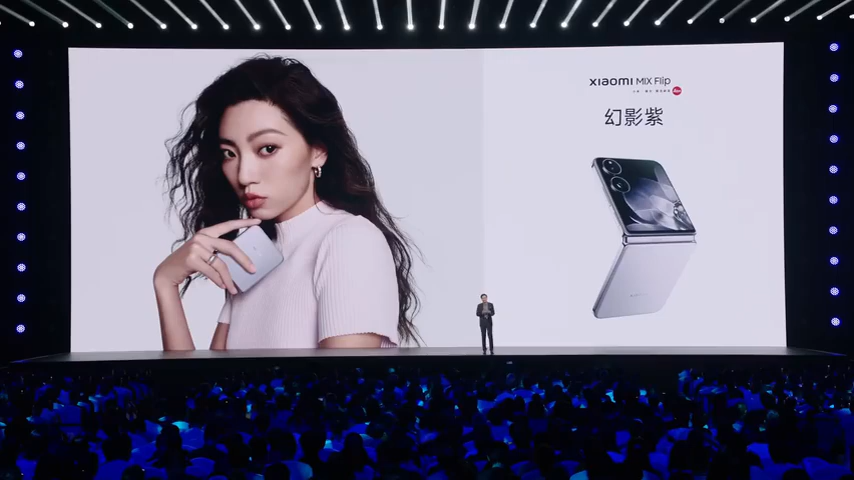 xiaomi MIX Flip
幻影紫